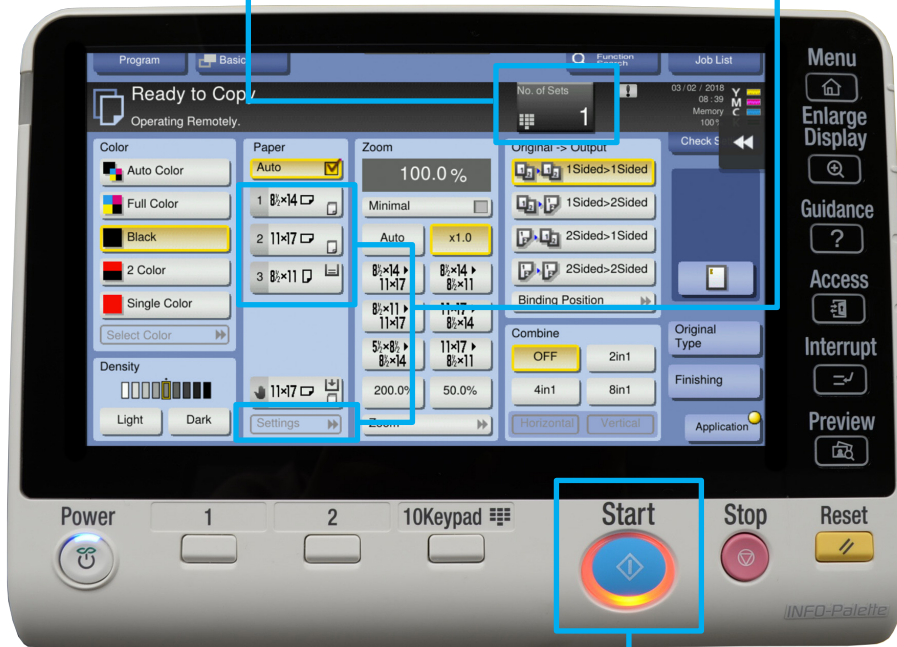 Program
Basic
Function
Search
Job List
Ready to Copy
Operating Remotely.
No. of Sets
1
03 / 02 / 2018
08 : 39
Memory
100%
Y
M
C
Color
Auto Color
Full Color
Black
2 Color
Single Color
Select Color
Density
Light
Dark
Paper
Auto
1 8½×14
2 11×17
3 8½×11
11×17
Settings
Zoom
100.0 %
Minimal
Auto
x1.0
8½×14
11×17
8½×14
8½×11
8½×11
11×17
11×17
8½×14
5½×8½
8½×14
11×17
8½×11
200.0%
50.0%
Zoom
Original -> Output
1Sided>1Sided
1Sided>2Sided
2Sided>1Sided
2Sided>2Sided
Binding Position
Combine
OFF
2in1
4in1
8in1
Horizontal
Vertical
Check S
Original
Type
Finishing
Application
Menu
Enlarge
Display
Guidance
?
Access
Interrupt
Preview
Power
1
2
10Keypad
Start
Stop
Reset
INFO-Palette